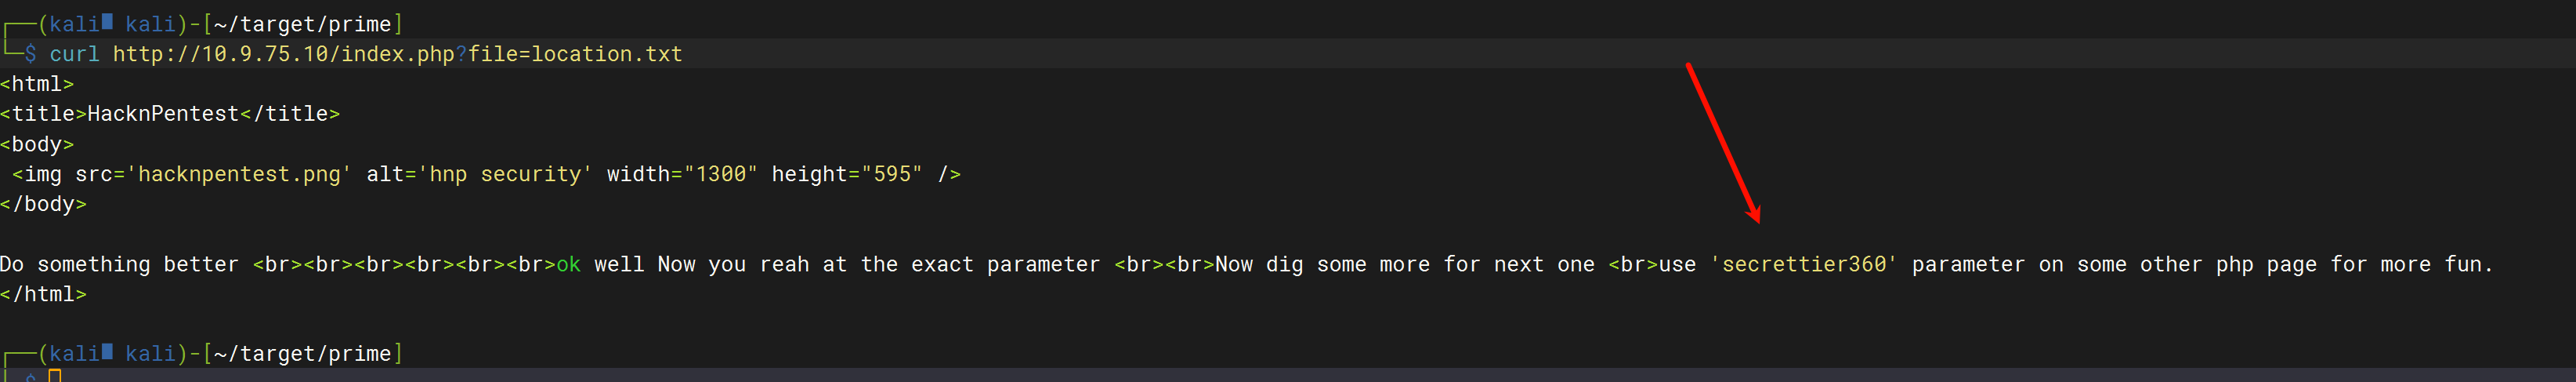 ┌──(kali█ kali)-[~/target/prime]
└─$ curl http://10.9.75.10/index.php?file=location.txt
<html>
<title>HacknPentest</title>
<body>
 <img src='hacknpentest.png' alt='hnp security' width="1300" height="595" />
</body>

Do something better <br><br><br><br><br><br>ok well Now you reah at the exact parameter <br><br>Now dig some more for next one <br>use 'secrettier360' parameter on some other php page for more fun.
</html>

┌──(kali█ kali)-[~/target/prime]
└─$